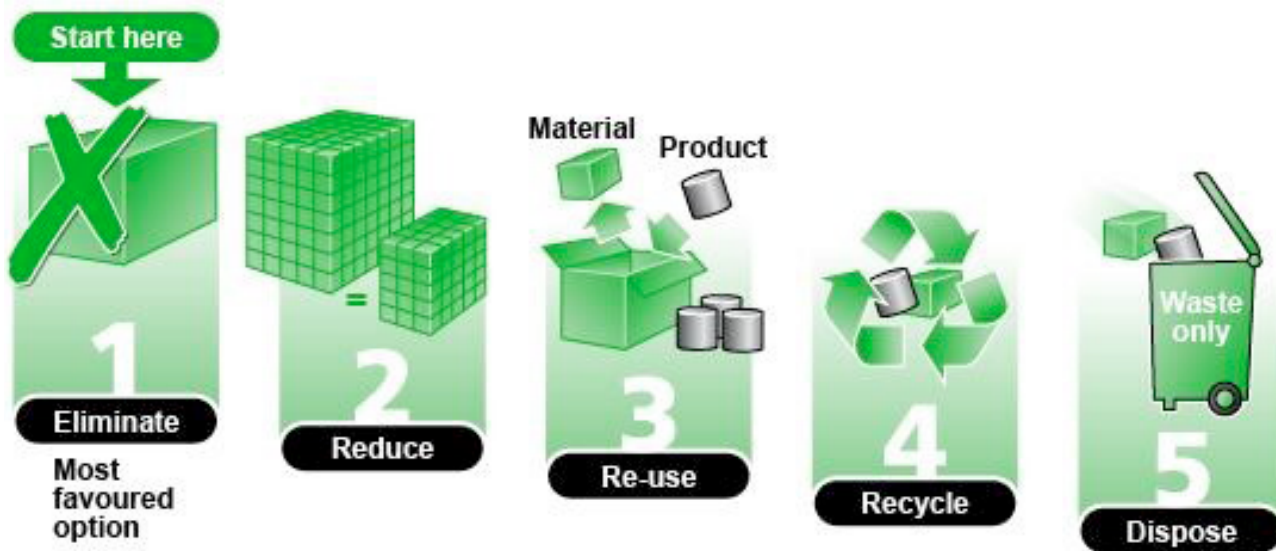 Start here
1
Eliminate
Most
favoured
option
=
2
Reduce
Material
Product
3
Re-use
4
Recycle
Waste
only
5
Dispose